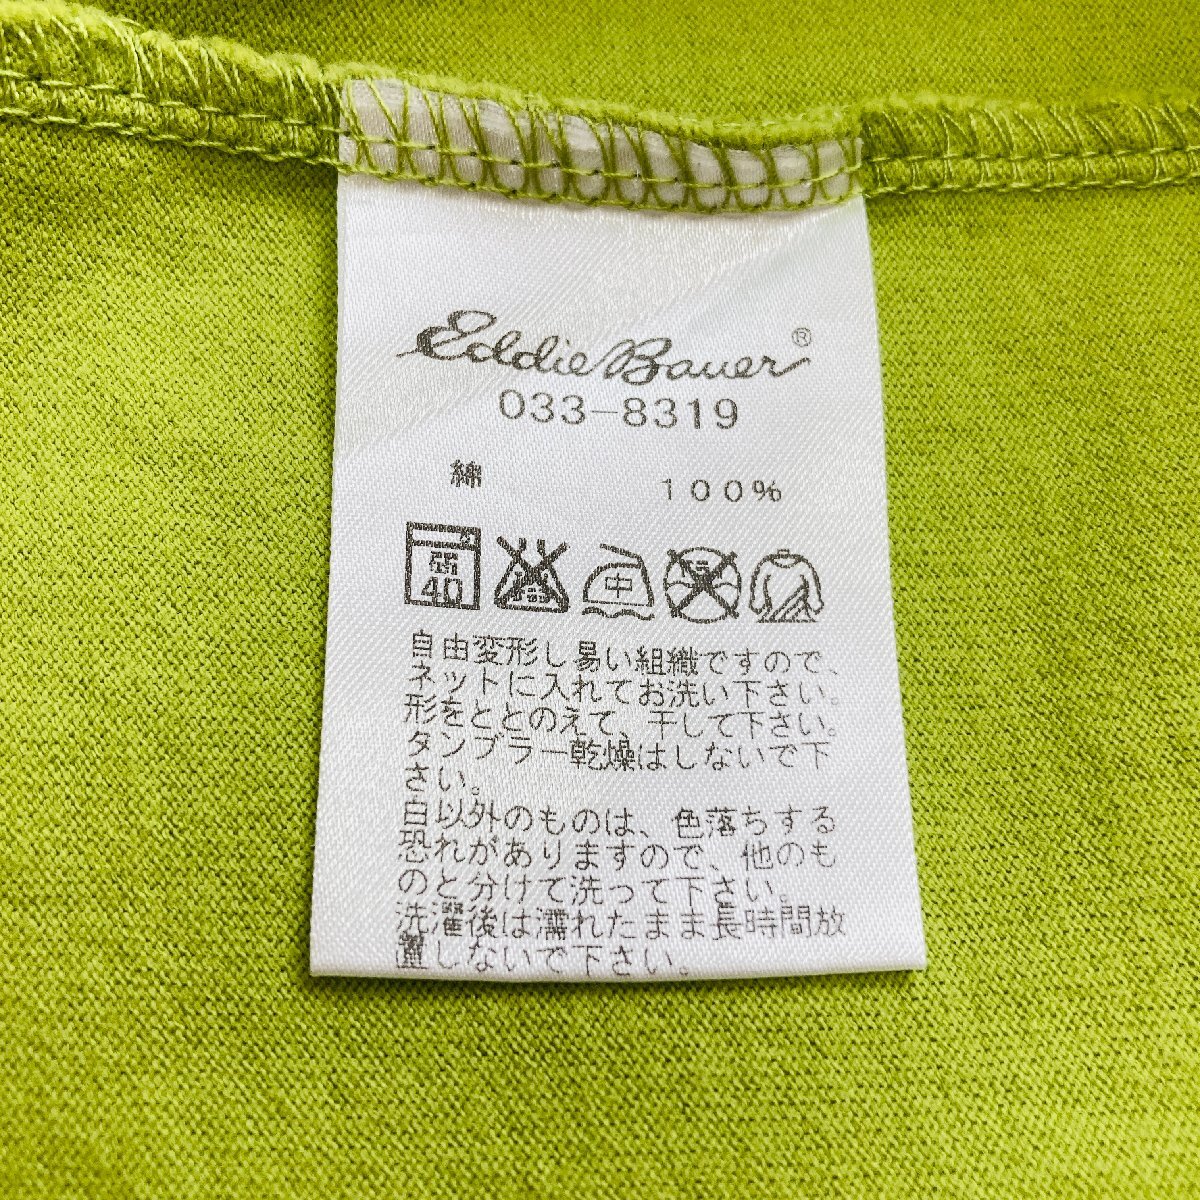 Eddie Bauer®
033-8319
綿 100%
40 中
自由変形し易い組織ですので、
ネットに入れてお洗い下さい。
形をととのえて、干して下さい。
タンブラー乾燥はしないで下
さい。
白以外のものは、色落ちする
恐れがありますので、他のも
のと分けて洗って下さい。
洗濯後は濡れたまま長時間放
置しないで下さい。